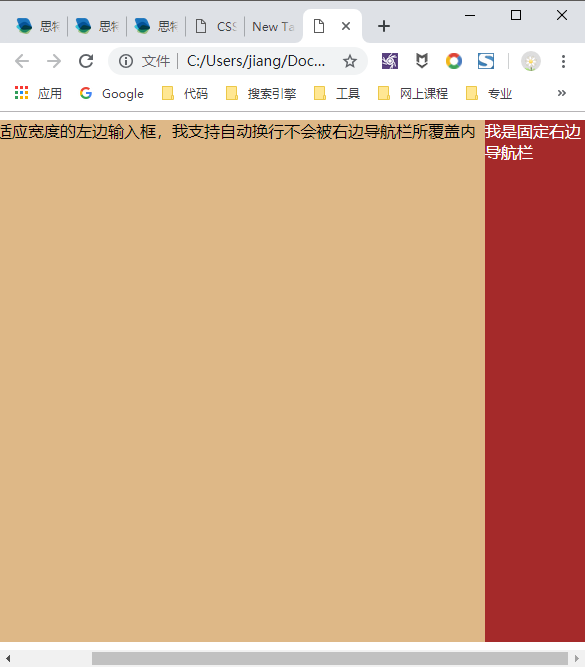 思特
思特
思特
CSS
New Ta
文件
C:/Users/jiang/Doc...
应用
Google
代码
搜索引擎
工具
网上课程
专业
适应宽度的左边输入框，我支持自动换行不会被右边导航栏所覆盖内
我是固定右边
导航栏